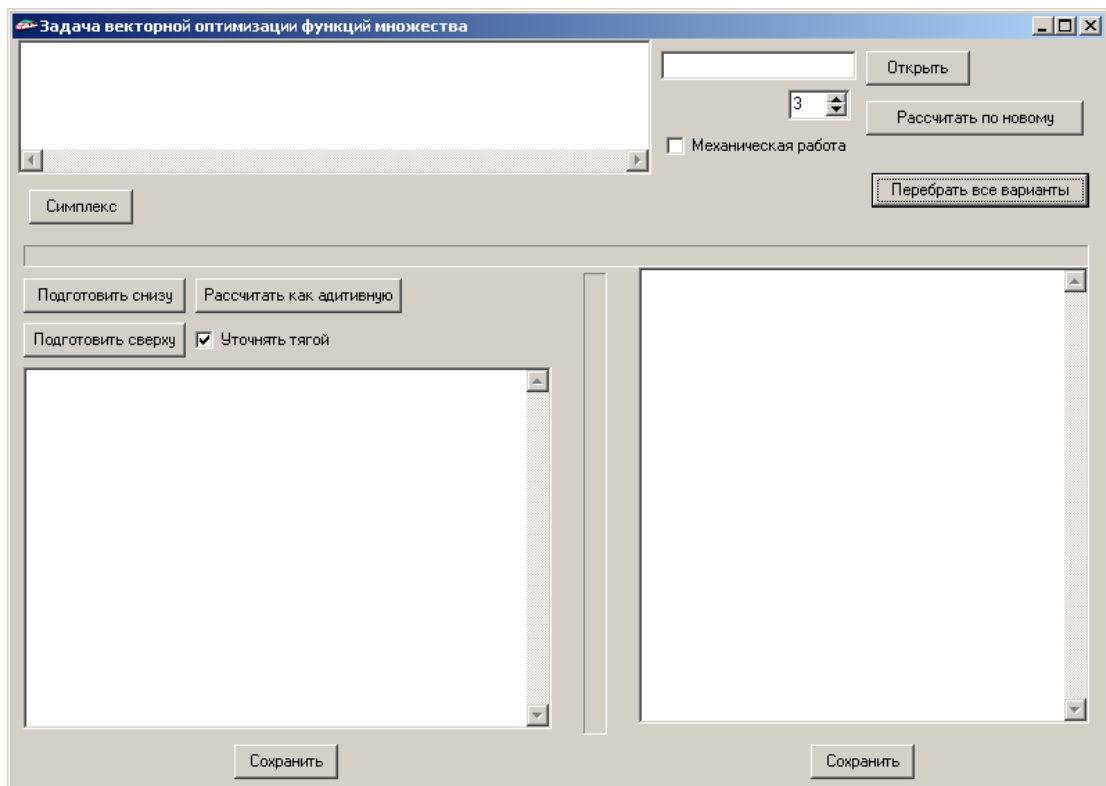 Задача векторной оптимизации функций множества
Открыть
3
Рассчитать по новому
Механическая работа
Перебрать все варианты
Симплекс
Подготовить снизу
Рассчитать как адитивную
Подготовить сверху
Уточнять тягой
Сохранить
Сохранить